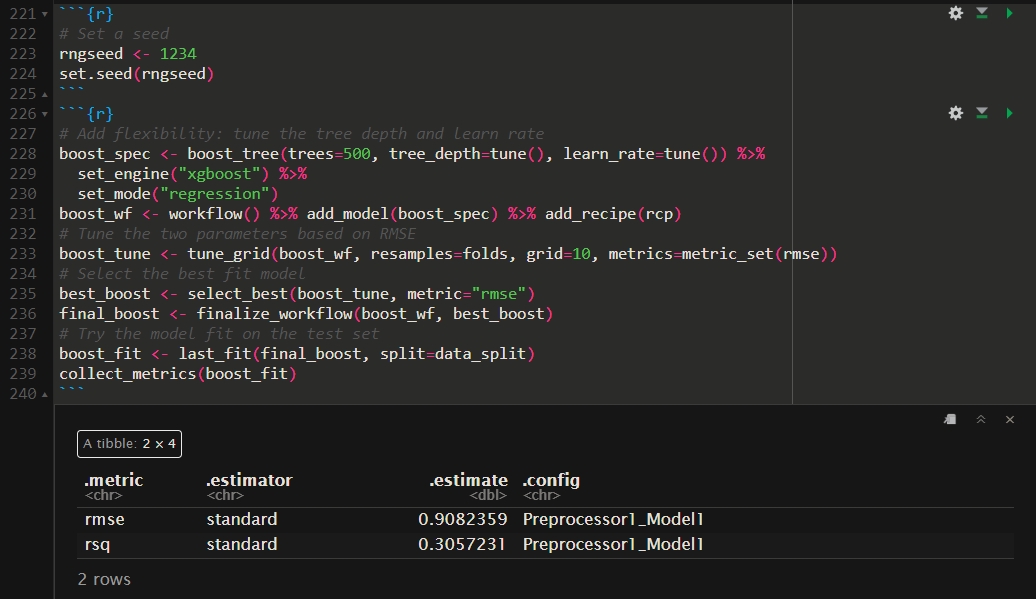 221 ```{r}
222 # Set a seed
223 rngseed <- 1234
224 set.seed(rngseed)
225 ```
226 ```{r}
227 # Add flexibility: tune the tree depth and learn rate
228 boost_spec <- boost_tree(trees=500, tree_depth=tune(), learn_rate=tune()) %>%
229 set_engine("xgboost") %>%
230 set_mode("regression")
231 boost_wf <- workflow() %>% add_model(boost_spec) %>% add_recipe(rcp)
232 # Tune the two parameters based on RMSE
233 boost_tune <- tune_grid(boost_wf, resamples=folds, grid=10, metrics=metric_set(rmse))
234 # Select the best fit model
235 best_boost <- select_best(boost_tune, metric="rmse")
236 final_boost <- finalize_workflow(boost_wf, best_boost)
237 # Try the model fit on the test set
238 boost_fit <- last_fit(final_boost, split=data_split)
239 collect_metrics(boost_fit)
240 ```
A tibble: 2 × 4
.metric .estimator .estimate .config
<chr> <chr> <dbl> <chr>
rmse standard 0.9082359 Preprocessor1_Model1
rsq standard 0.3057231 Preprocessor1_Model1
2 rows